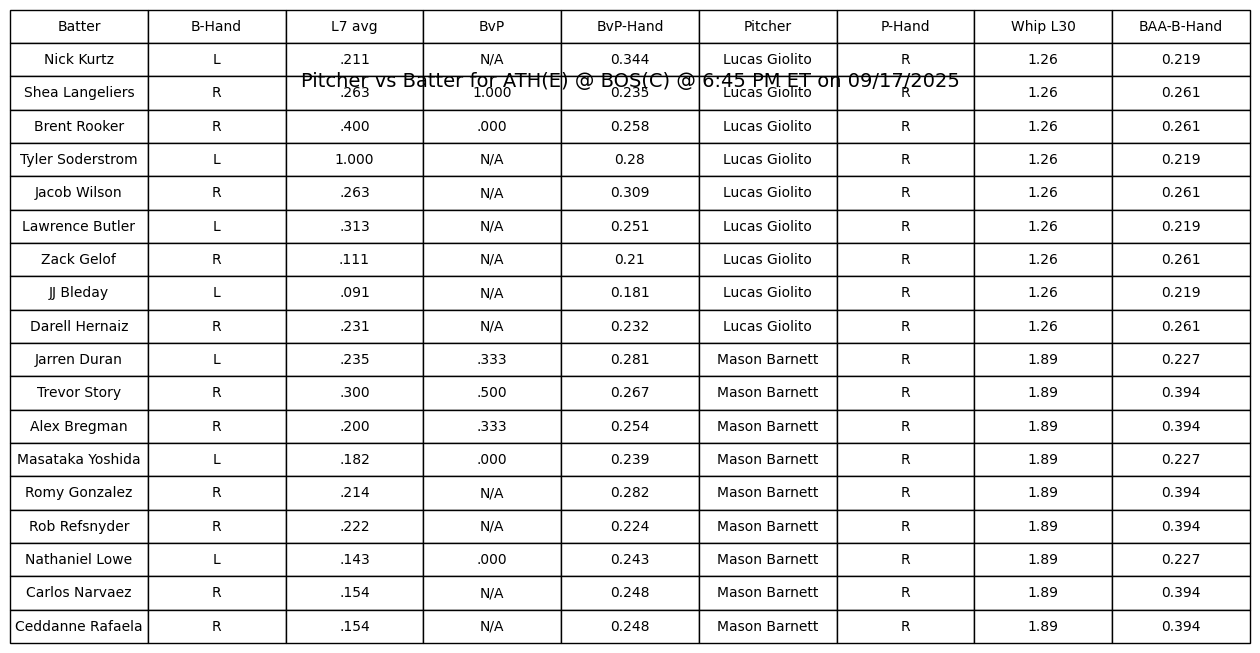 Batter B-Hand L7 avg BvP BvP-Hand Pitcher P-Hand Whip L30 BAA-B-Hand
Nick Kurtz L .211 N/A 0.344 Lucas Giolito R 1.26 0.219
Pitcher vs Batter for ATH(E) @ BOS(C) @ 6:45 PM ET on 09/17/2025
Shea Langeliers R .263 1.000 0.235 Lucas Giolito R 1.26 0.261
Brent Rooker R .400 .000 0.258 Lucas Giolito R 1.26 0.261
Tyler Soderstrom L 1.000 N/A 0.28 Lucas Giolito R 1.26 0.219
Jacob Wilson R .263 N/A 0.309 Lucas Giolito R 1.26 0.261
Lawrence Butler L .313 N/A 0.251 Lucas Giolito R 1.26 0.219
Zack Gelof R .111 N/A 0.21 Lucas Giolito R 1.26 0.261
JJ Bleday L .091 N/A 0.181 Lucas Giolito R 1.26 0.219
Darell Hernaiz R .231 N/A 0.232 Lucas Giolito R 1.26 0.261
Jarren Duran L .235 .333 0.281 Mason Barnett R 1.89 0.227
Trevor Story R .300 .500 0.267 Mason Barnett R 1.89 0.394
Alex Bregman R .200 .333 0.254 Mason Barnett R 1.89 0.394
Masataka Yoshida L .182 .000 0.239 Mason Barnett R 1.89 0.227
Romy Gonzalez R .214 N/A 0.282 Mason Barnett R 1.89 0.394
Rob Refsnyder R .222 N/A 0.224 Mason Barnett R 1.89 0.394
Nathaniel Lowe L .143 .000 0.243 Mason Barnett R 1.89 0.227
Carlos Narvaez R .154 N/A 0.248 Mason Barnett R 1.89 0.394
Ceddanne Rafaela R .154 N/A 0.248 Mason Barnett R 1.89 0.394